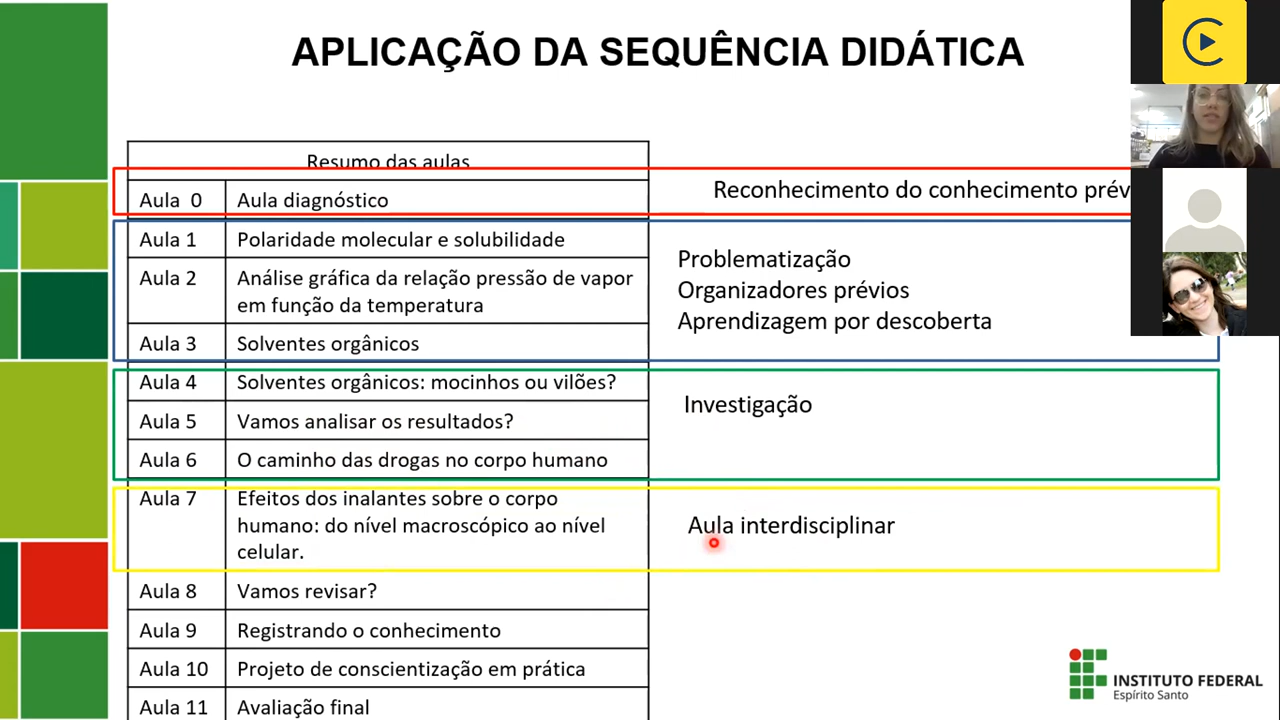 APLICAÇÃO DA SEQUÊNCIA DIDÁTICA
Resumo das aulas
Aula 0 Aula diagnóstico
Reconhecimento do conhecimento prév
Aula 1 Polaridade molecular e solubilidade
Aula 2 Análise gráfica da relação pressão de vapor
em função da temperatura
Aula 3 Solventes orgânicos
Problematização
Organizadores prévios
Aprendizagem por descoberta
Aula 4 Solventes orgânicos: mocinhos ou vilões?
Aula 5 Vamos analisar os resultados?
Aula 6 O caminho das drogas no corpo humano
Investigação
Aula 7 Efeitos dos inalantes sobre o corpo
humano: do nível macroscópico ao nível
celular.
Aula interdisciplinar
Aula 8 Vamos revisar?
Aula 9 Registrando o conhecimento
Aula 10 Projeto de conscientização em prática
Aula 11 Avaliação final
INSTITUTO FEDERAL
Espírito Santo